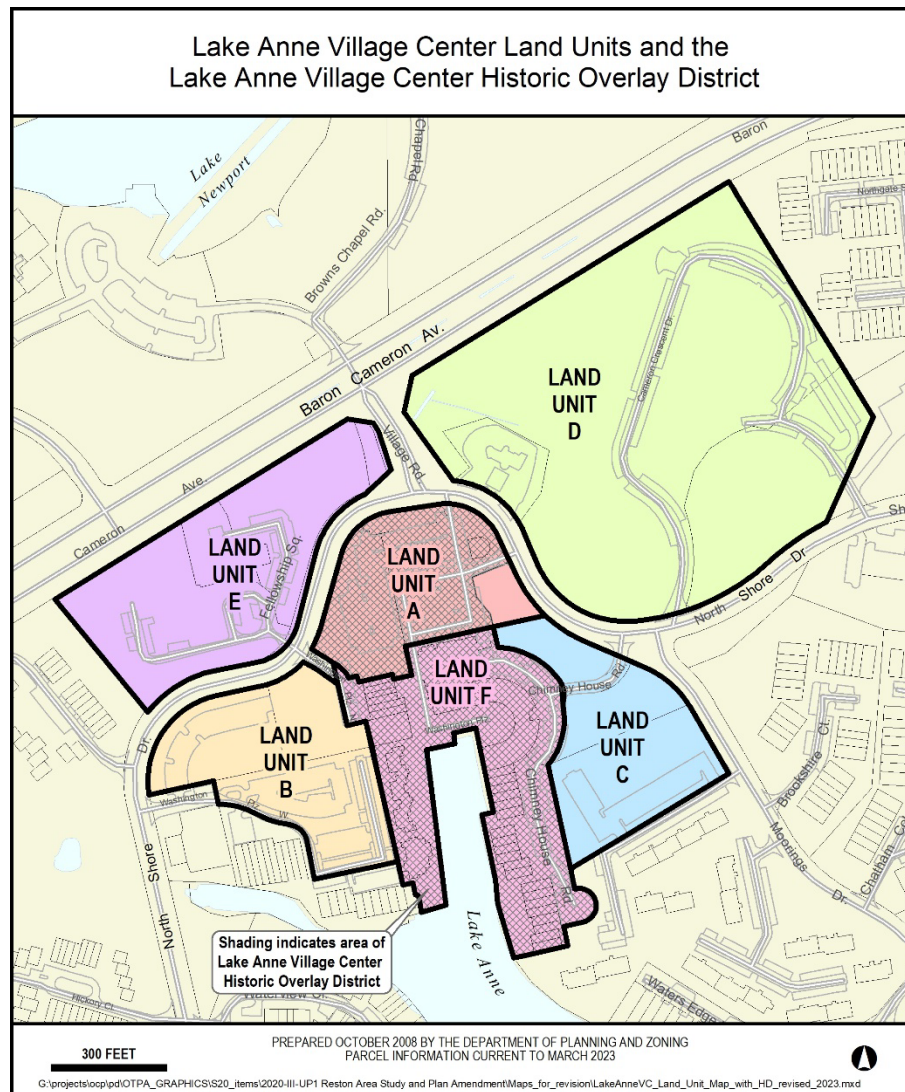 Lake Anne Village Center Land Units and the
Lake Anne Village Center Historic Overlay District
Lake
Newport
Chapel Rd
Browns Chapel Rd.
Baron
Northgate S
Baron Cameron Av.
Cameron Crescent Dr.
LAND
UNIT
D
Village Rd.
Cameron
Ave.
LAND
UNIT
E
Fellowship Sq.
LAND
UNIT
A
North Shore Dr
Sh
LAND
UNIT F
Chimney House Rd
LAND
UNIT
C
LAND
UNIT
B
Dr.
Washington
Chimney House
Rd
Brookshire Ct.
Moorings
Dr.
Chatham Col
North Shore
Lake Anne
Shading indicates area of
Lake Anne Village Center
Historic Overlay District
Hickory Ct.
Waters Edge
300 FEET
PREPARED OCTOBER 2008 BY THE DEPARTMENT OF PLANNING AND ZONING
PARCEL INFORMATION CURRENT TO MARCH 2023
G:\projects\ocp\pd\OTPA_GRAPHICS\S20_items\2020-III-UP1 Reston Area Study and Plan Amendment\Maps_for_revision\LakeAnneVC_Land_Unit_Map_with_HD_revised_2023.mxd